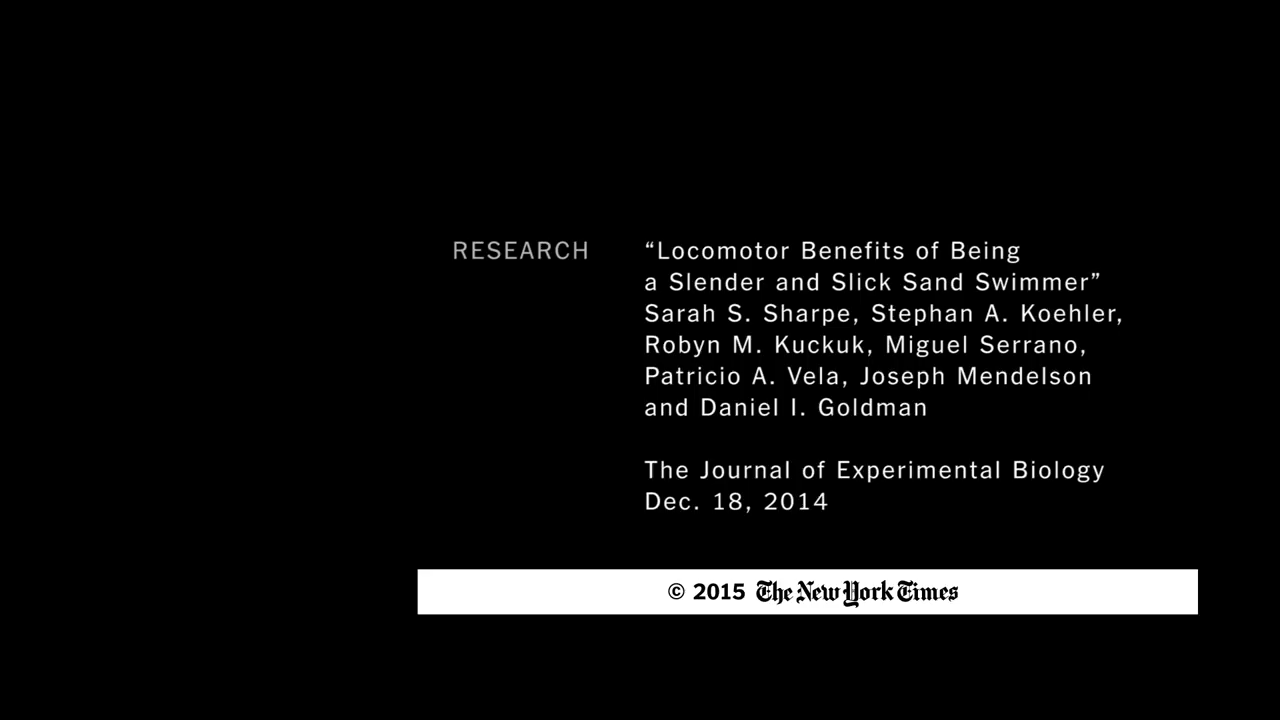 RESEARCH
“Locomotor Benefits of Being
a Slender and Slick Sand Swimmer”
Sarah S. Sharpe, Stephan A. Koehler,
Robyn M. Kuckuk, Miguel Serrano,
Patricio A. Vela, Joseph Mendelson
and Daniel I. Goldman
The Journal of Experimental Biology
Dec. 18, 2014
© 2015 The New York Times